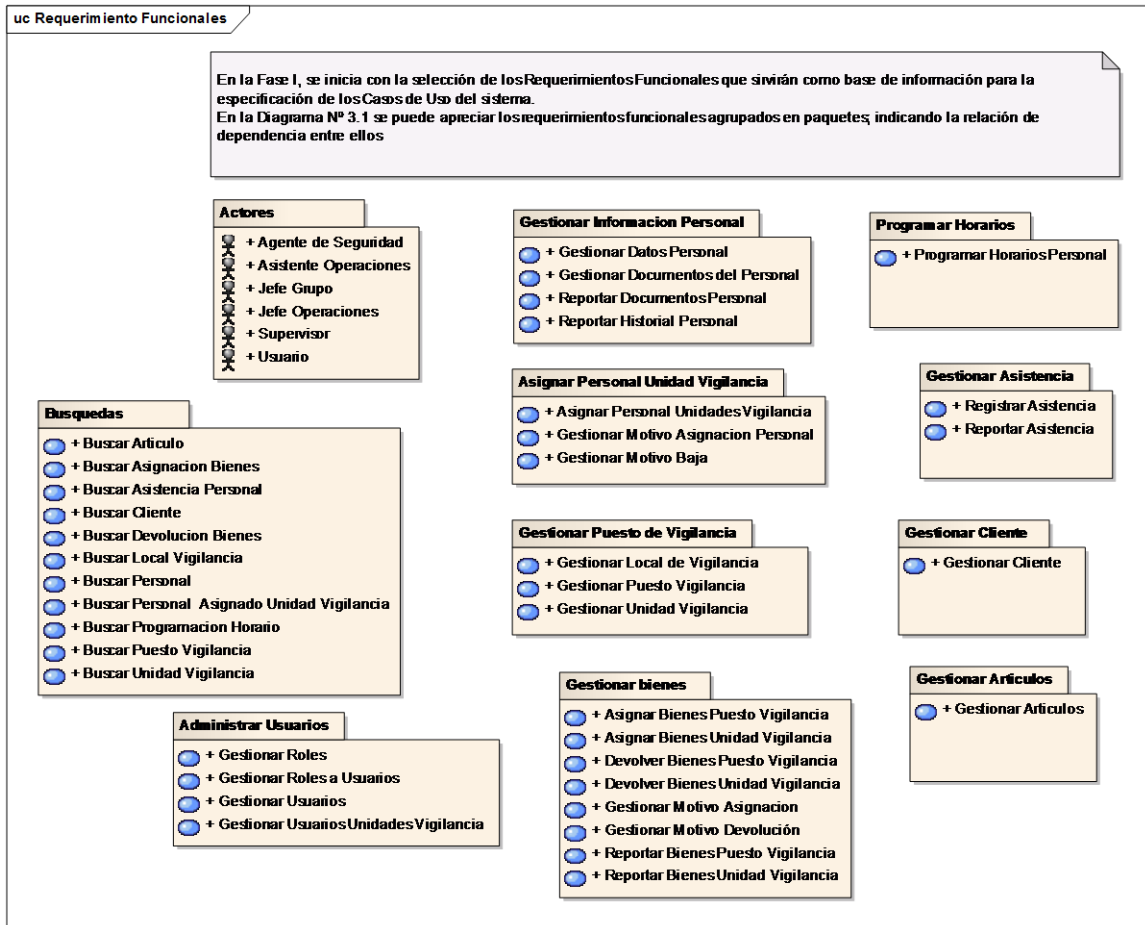 uc Requerimiento Funcionales
En la Fase I, se inicia con la selección de los Requerimientos Funcionales que sirvirán como base de información para la
especificación de los Casos de Uso del sistema.
En la Diagrama Nº 3.1 se puede apreciar los requerimientos funcionales agrupados en paquetes; indicando la relación de
dependencia entre ellos
Actores
+ Agente de Seguridad
+ Asistente Operaciones
+ Jefe Grupo
+ Jefe Operaciones
+ Supervisor
+ Usuario
Gestionar Informacion Personal
+ Gestionar Datos Personal
+ Gestionar Documentos del Personal
+ Reportar Documentos Personal
+ Reportar Historial Personal
Programar Horarios
+ Programar Horarios Personal
Asignar Personal Unidad Vigilancia
+ Asignar Personal Unidades Vigilancia
+ Gestionar Motivo Asignacion Personal
+ Gestionar Motivo Baja
Gestionar Asistencia
+ Registrar Asistencia
+ Reportar Asistencia
Busquedas
+ Buscar Articulo
+ Buscar Asignacion Bienes
+ Buscar Asistencia Personal
+ Buscar Cliente
+ Buscar Devolucion Bienes
+ Buscar Local Vigilancia
+ Buscar Personal
+ Buscar Personal Asignado Unidad Vigilancia
+ Buscar Programacion Horario
+ Buscar Puesto Vigilancia
+ Buscar Unidad Vigilancia
Gestionar Puesto de Vigilancia
+ Gestionar Local de Vigilancia
+ Gestionar Puesto Vigilancia
+ Gestionar Unidad Vigilancia
Gestionar Cliente
+ Gestionar Cliente
Gestionar bienes
+ Asignar Bienes Puesto Vigilancia
+ Asignar Bienes Unidad Vigilancia
+ Devolver Bienes Puesto Vigilancia
+ Devolver Bienes Unidad Vigilancia
+ Gestionar Motivo Asignacion
+ Gestionar Motivo Devolución
+ Reportar Bienes Puesto Vigilancia
+ Reportar Bienes Unidad Vigilancia
Gestionar Articulos
+ Gestionar Articulos
Administrar Usuarios
+ Gestionar Roles
+ Gestionar Roles a Usuarios
+ Gestionar Usuarios
+ Gestionar Usuarios Unidades Vigilancia